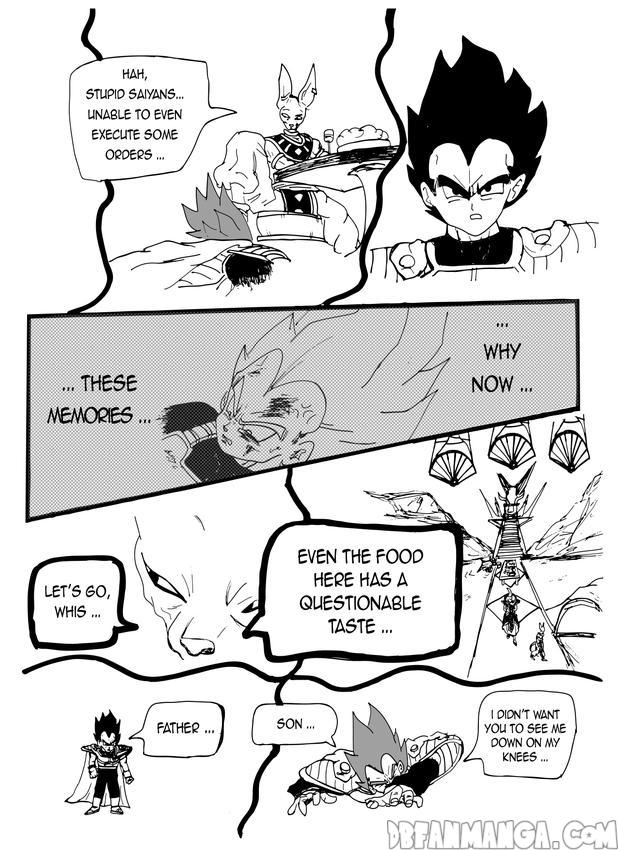 HAH,
STUPID SAIYANS...
UNABLE TO EVEN
EXECUTE SOME
ORDERS ...
... THESE
MEMORIES ...
...
WHY
NOW ...
LET'S GO,
WHIS ...
EVEN THE FOOD
HERE HAS A
QUESTIONABLE
TASTE ...
FATHER ...
SON ...
I DIDN'T WANT
YOU TO SEE ME
DOWN ON MY
KNEES ...
DBFANMANGA.COM